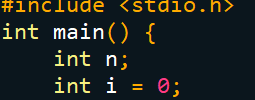 #include <stdio.h>
int main() {
    int n;
    int i = 0;